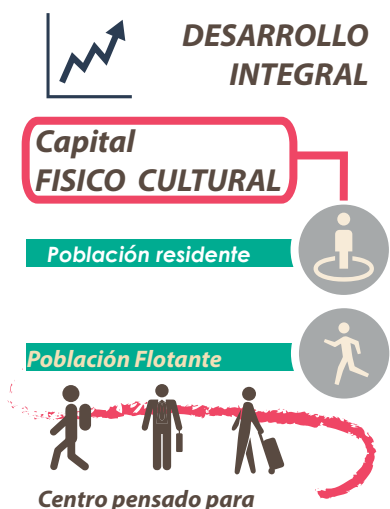 DESARROLLO
INTEGRAL
Capital
FISICO CULTURAL
Población residente
Población Flotante
Centro pensado para